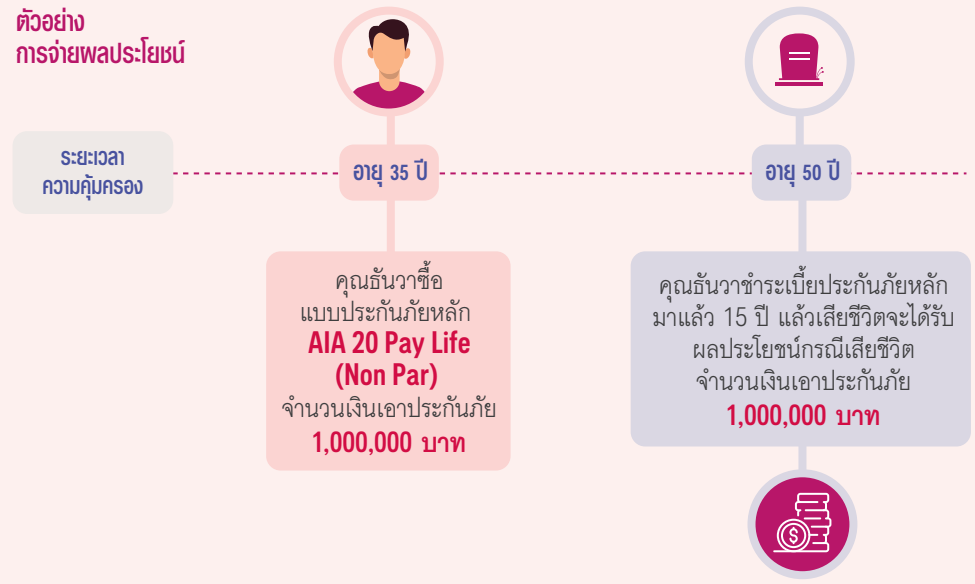 ตัวอย่าง
การจ่ายผลประโยชน์
ระยะเวลา
ความคุ้มครอง
อายุ 35 ปี
อายุ 50 ปี
คุณธันวาซื้อ
แบบประกันภัยหลัก
AIA 20 Pay Life
(Non Par)
จำนวนเงินเอาประกันภัย
1,000,000 บาท
คุณธันวาชำระเบี้ยประกันภัยหลัก
มาแล้ว 15 ปี แล้วเสียชีวิตจะได้รับ
ผลประโยชน์กรณีเสียชีวิต
จำนวนเงินเอาประกันภัย
1,000,000 บาท
$